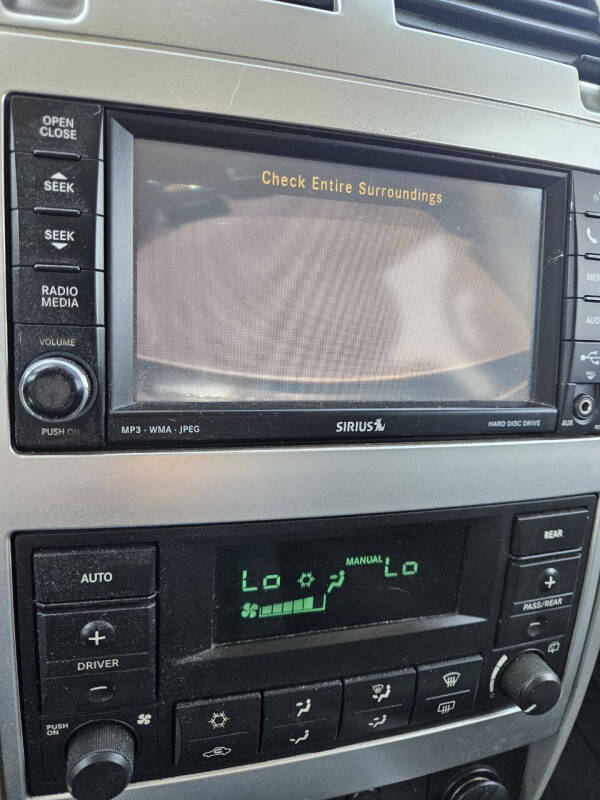 OPEN
CLOSE
SEEK
SEEK
RADIO
MEDIA
VOLUME
PUSH ON
Check Entire Surroundings
MP3 - WMA - JPEG
SIRIUS
HARD DISC DRIVE
AUX
AUTO
DRIVER
PUSH
ON
Lo MANUAL Lo
REAR
PASS/REAR